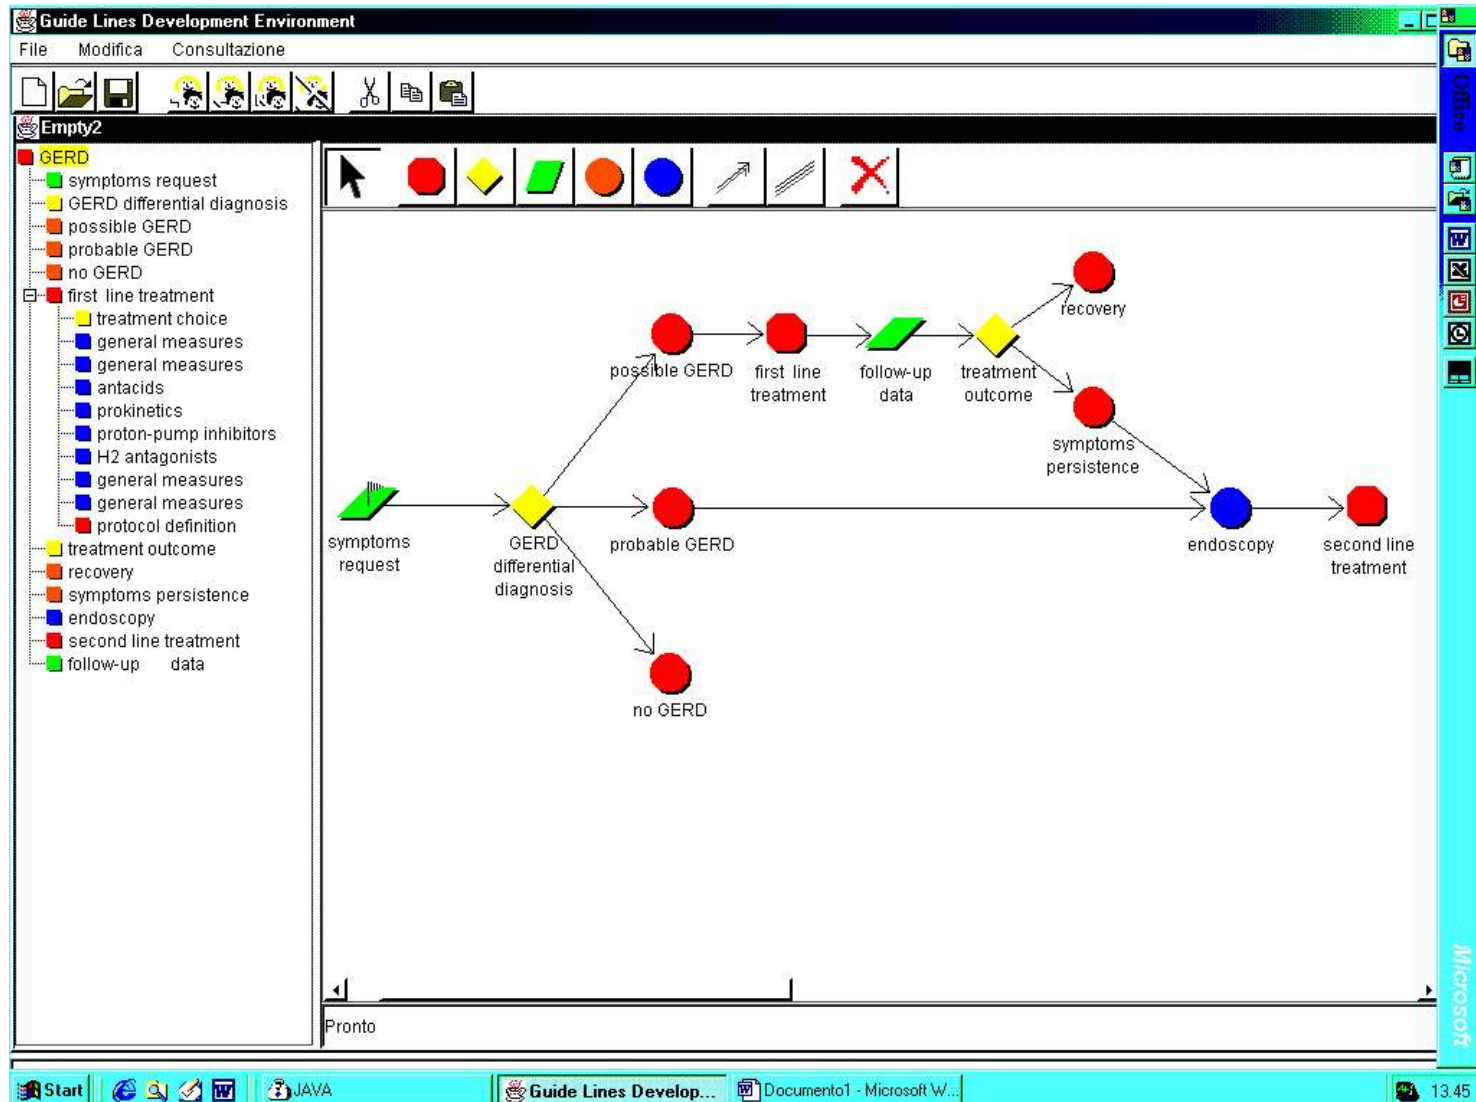 Guide Lines Development Environment
File Modifica Consultazione
Office
Empty2
GERD
symptoms request
GERD differential diagnosis
possible GERD
probable GERD
no GERD
first line treatment
treatment choice
general measures
general measures
antacids
prokinetics
proton-pump inhibitors
H2 antagonists
general measures
general measures
protocol definition
treatment outcome
recovery
symptoms persistence
endoscopy
second line treatment
follow-up data
recovery
possible GERD
first line
treatment
follow-up
data
treatment
outcome
symptoms
persistence
symptoms
request
GERD
differential
diagnosis
probable GERD
endoscopy
second line
treatment
no GERD
Microsoft
Pronto
Start
JAVA
Guide Lines Develop...
Documento1 - Microsoft W...
13.45